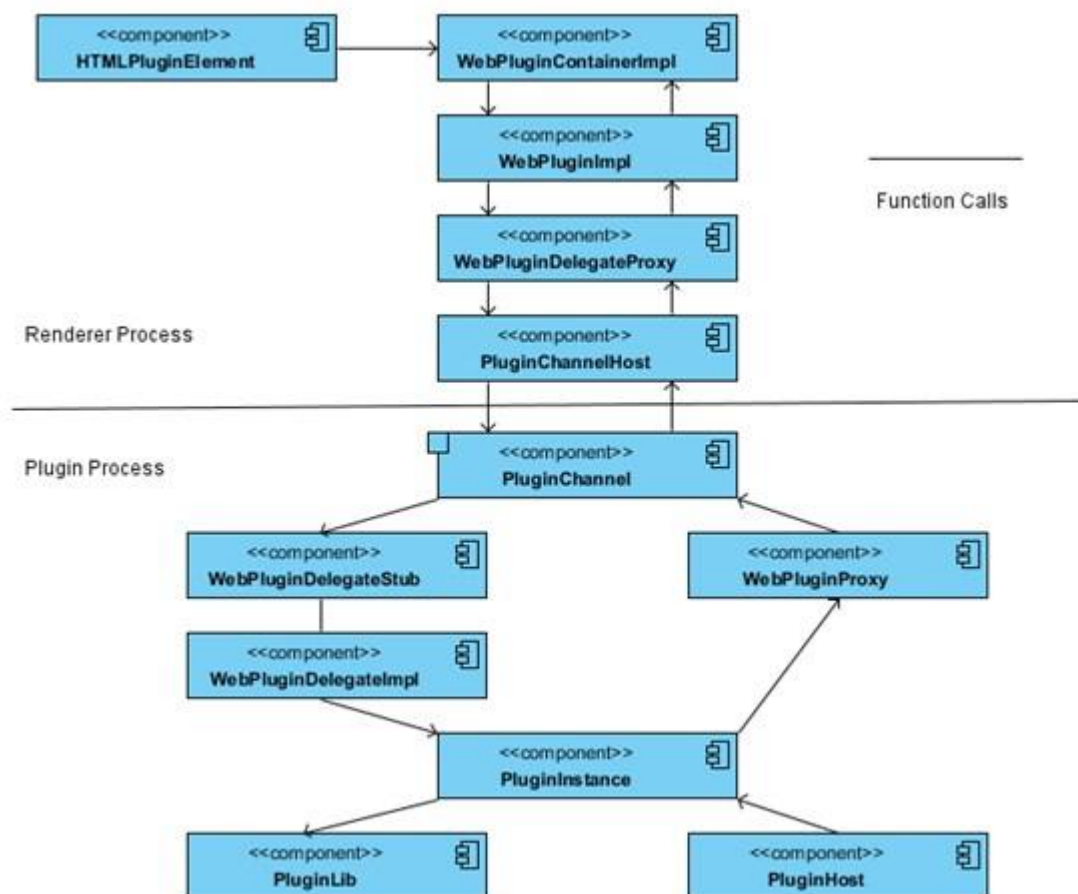 <<component>>
HTMLPluginElement
<<component>>
WebPluginContainerImpl
<<component>>
WebPluginImpl
Function Calls
<<component>>
WebPluginDelegateProxy
Renderer Process
<<component>>
PluginChannelHost
Plugin Process
<<component>>
PluginChannel
<<component>>
WebPluginDelegateStub
<<component>>
WebPluginProxy
<<component>>
WebPluginDelegateImpl
<<component>>
PluginInstance
<<component>>
PluginLib
<<component>>
PluginHost